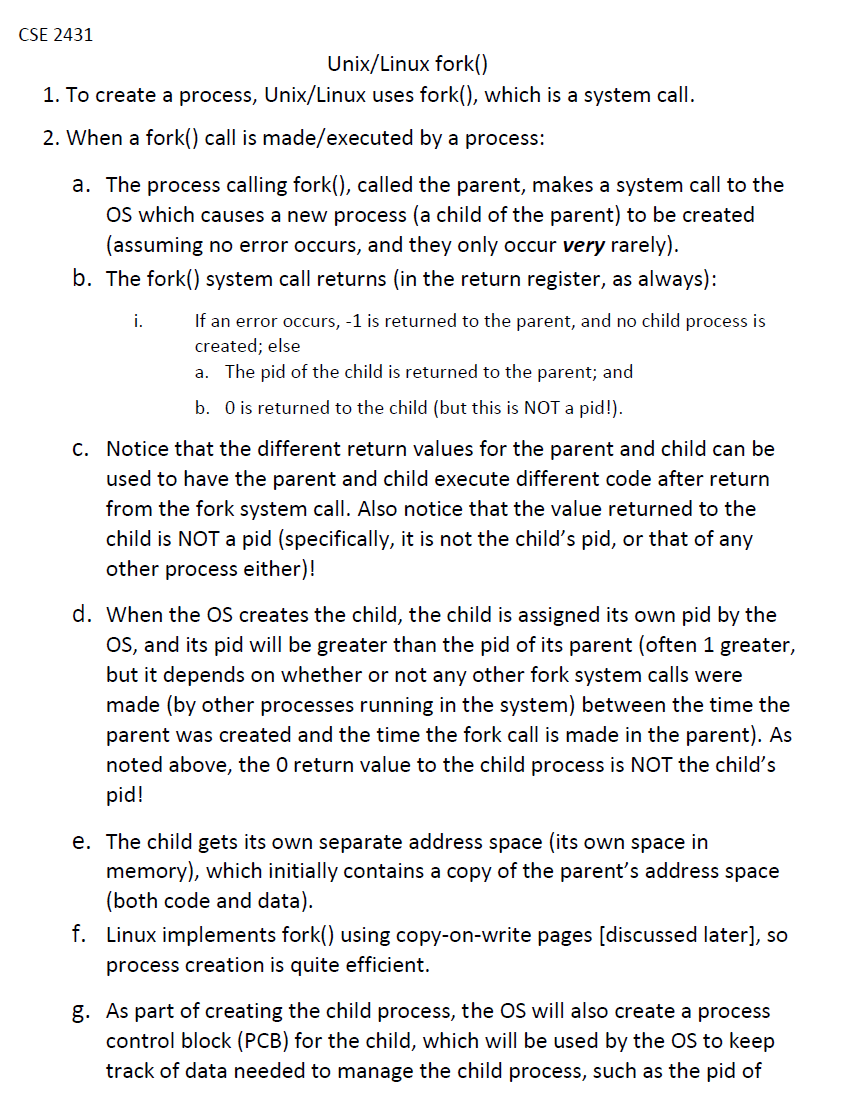 CSE 2431
Unix/Linux fork()
1. To create a process, Unix/Linux uses fork(), which is a system call.
2. When a fork() call is made/executed by a process:
a. The process calling fork(), called the parent, makes a system call to the
OS which causes a new process (a child of the parent) to be created
(assuming no error occurs, and they only occur very rarely).
b. The fork() system call returns (in the return register, as always):
i. If an error occurs, -1 is returned to the parent, and no child process is
created; else
a. The pid of the child is returned to the parent; and
b. 0 is returned to the child (but this is NOT a pid!).
c. Notice that the different return values for the parent and child can be
used to have the parent and child execute different code after return
from the fork system call. Also notice that the value returned to the
child is NOT a pid (specifically, it is not the child’s pid, or that of any
other process either)!
d. When the OS creates the child, the child is assigned its own pid by the
OS, and its pid will be greater than the pid of its parent (often 1 greater,
but it depends on whether or not any other fork system calls were
made (by other processes running in the system) between the time the
parent was created and the time the fork call is made in the parent). As
noted above, the 0 return value to the child process is NOT the child’s
pid!
e. The child gets its own separate address space (its own space in
memory), which initially contains a copy of the parent’s address space
(both code and data).
f. Linux implements fork() using copy-on-write pages [discussed later], so
process creation is quite efficient.
g. As part of creating the child process, the OS will also create a process
control block (PCB) for the child, which will be used by the OS to keep
track of data needed to manage the child process, such as the pid of